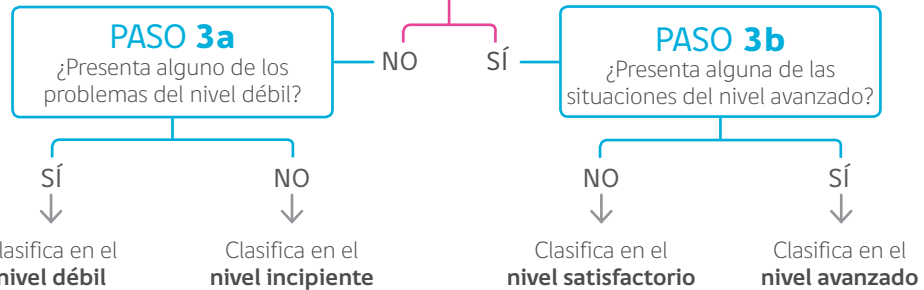 PASO 3a
¿Presenta alguno de los
problemas del nivel débil?
NO
SÍ
PASO 3b
¿Presenta alguna de las
situaciones del nivel avanzado?
SÍ
NO
NO
SÍ
lasifica en el
nivel débil
Clasifica en el
nivel incipiente
Clasifica en el
nivel satisfactorio
Clasifica en el
nivel avanzado